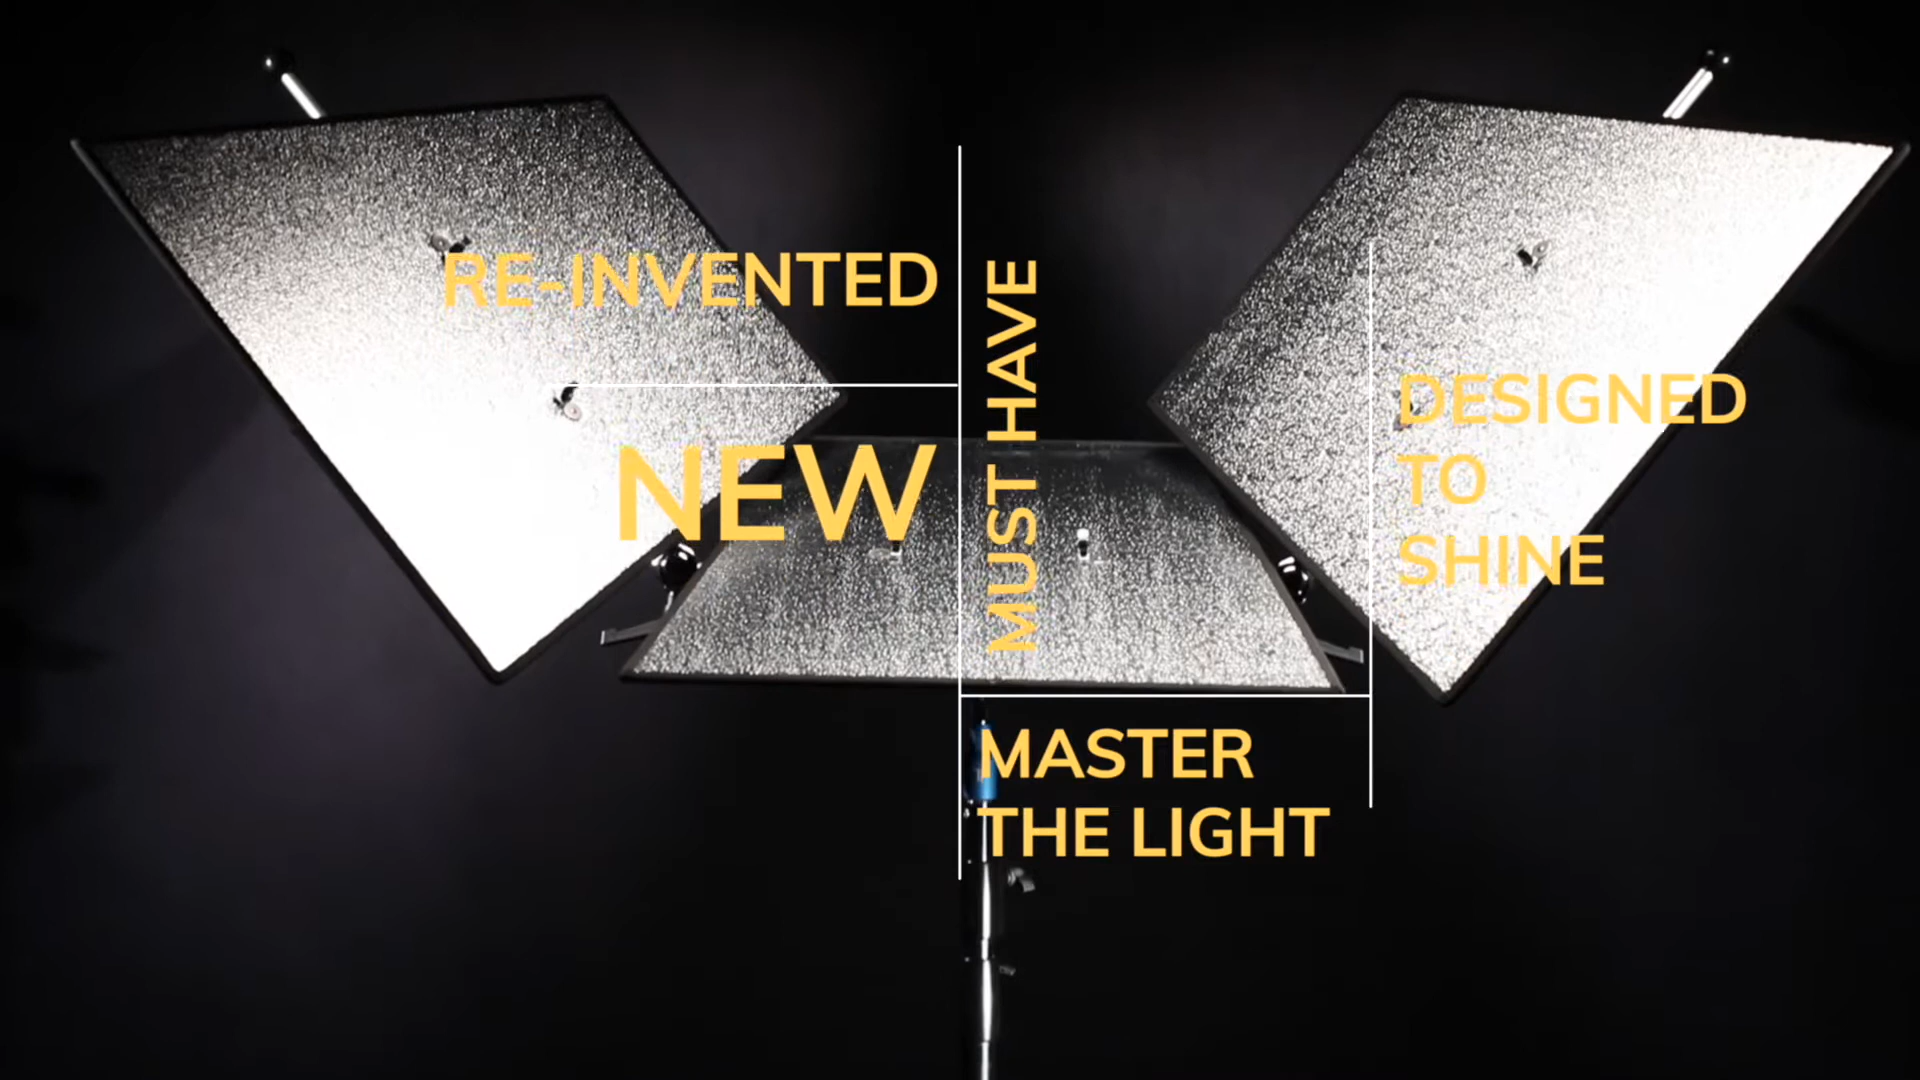 RE-INVENTED
NEW
MUST HAVE
DESIGNED
TO
SHINE
MASTER
THE LIGHT